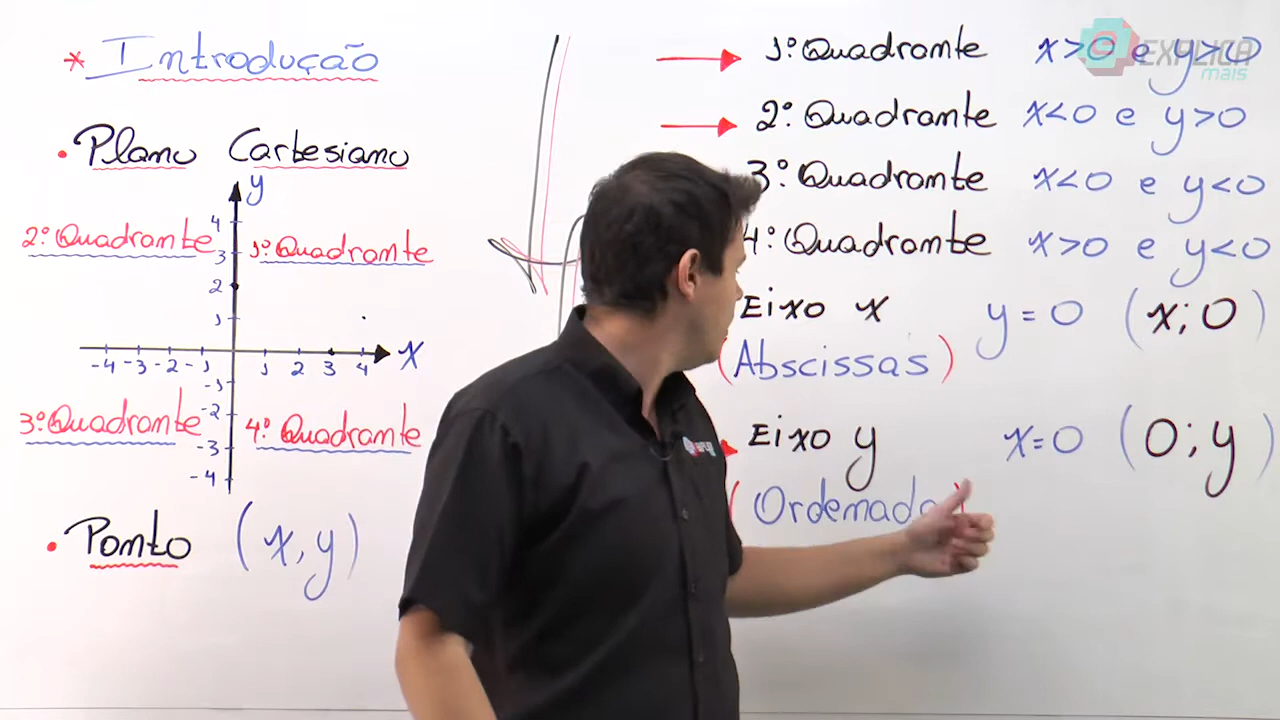 * Introdução
• Plano Cartesiano
y
4
2º Quadrante
3
1º Quadrante
2
1
-4 -3 -2 -1 1 2 3 4 x
-1
3º Quadrante
-2
4º Quadrante
-3
-4
• Ponto (x, y)
1º Quadrante x>0 e y>0
2º Quadrante x<0 e y>0
3º Quadrante x<0 e y<0
4º Quadrante x>0 e y<0
Eixo x y=0 (x; 0)
(Abscissas)
Eixo y x=0 (0; y)
EXPLICA
mais